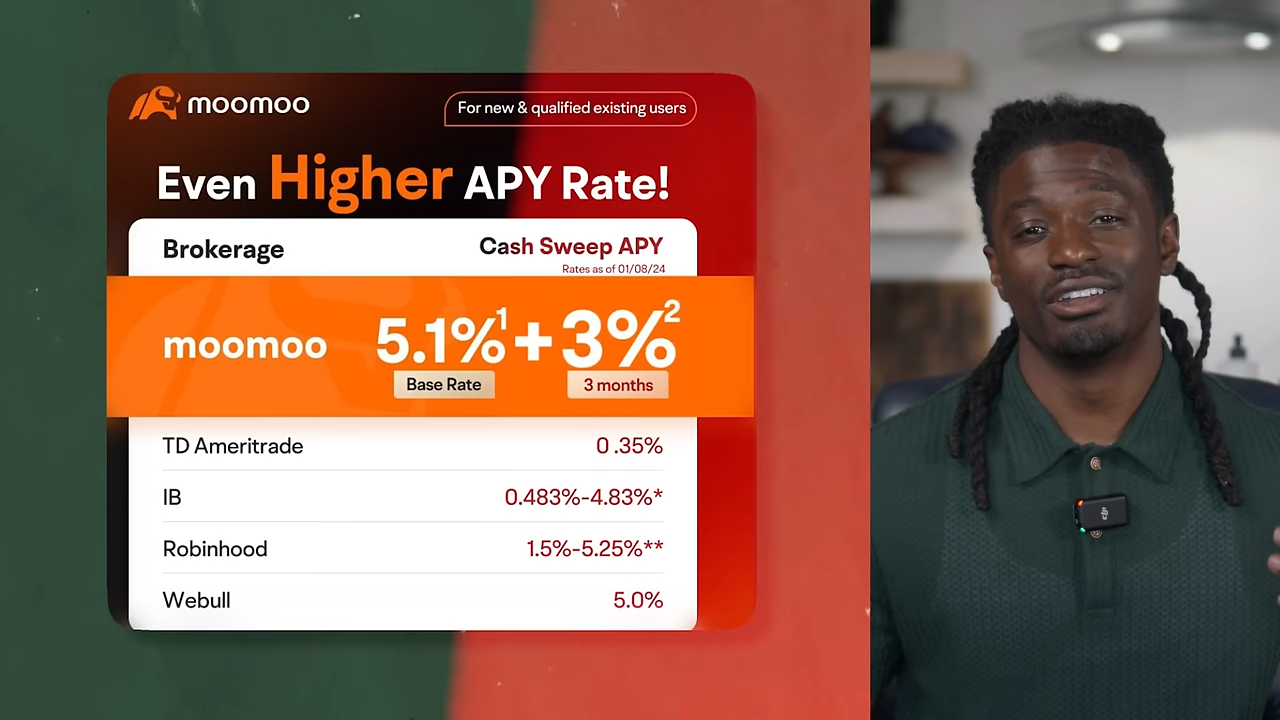 moomoo
For new & qualified existing users
Even Higher APY Rate!
Brokerage
Cash Sweep APY
Rates as of 01/08/24
moomoo
5.1%¹ + 3%²
Base Rate
3 months
TD Ameritrade
0.35%
IB
0.483%-4.83%*
Robinhood
1.5%-5.25%**
Webull
5.0%
dji